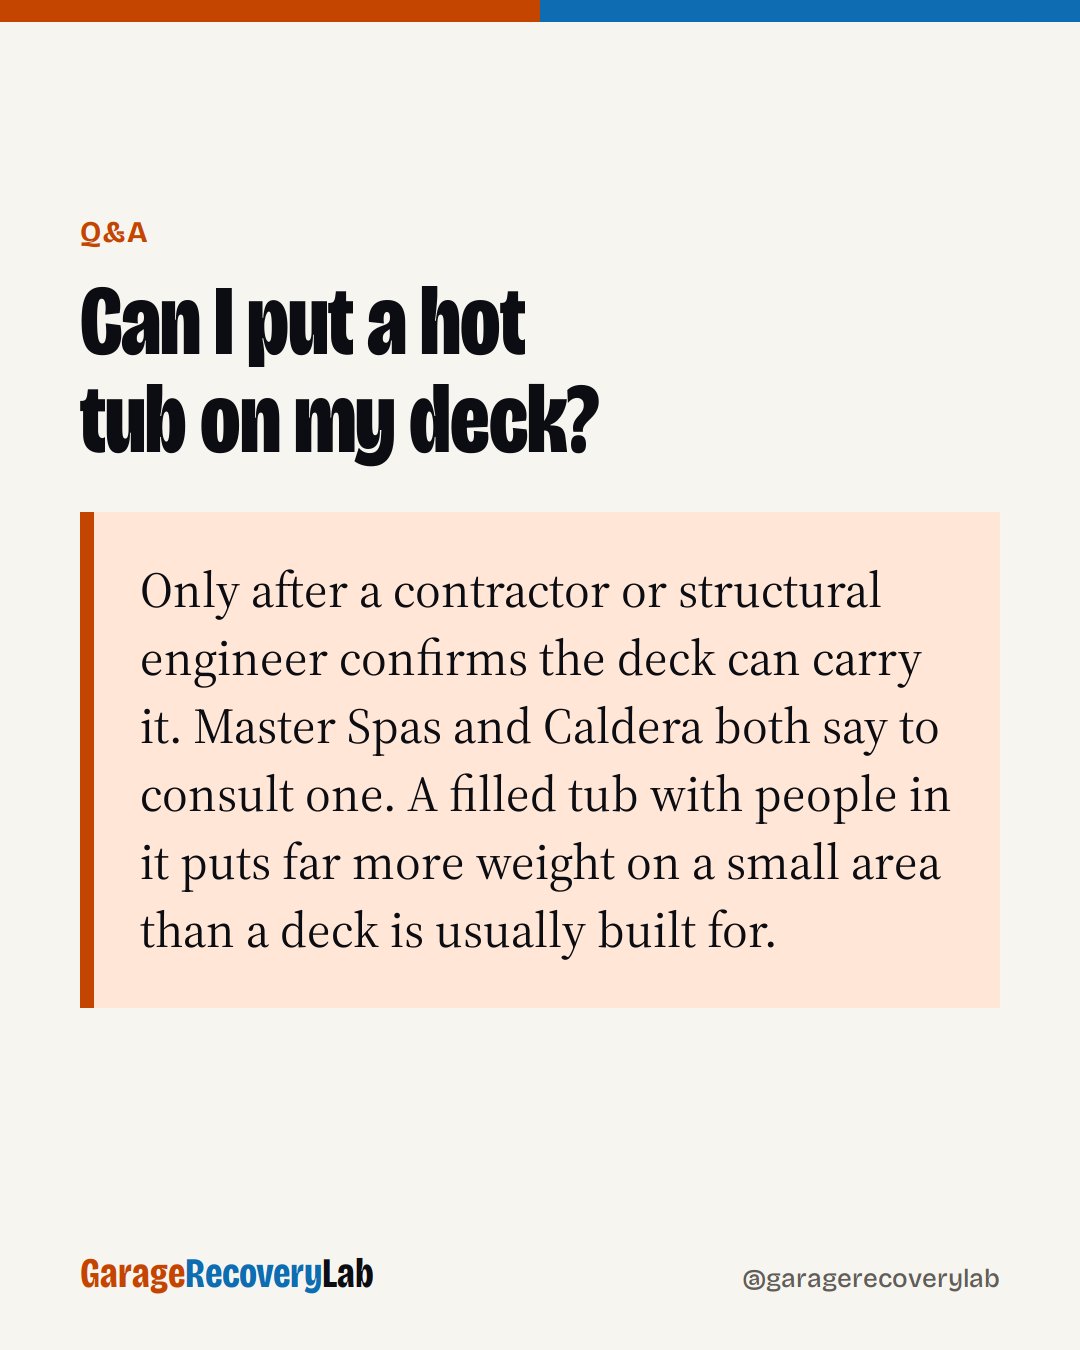 Q&A
Can I put a hot
tub on my deck?
Only after a contractor or structural
engineer confirms the deck can carry
it. Master Spas and Caldera both say to
consult one. A filled tub with people in
it puts far more weight on a small area
than a deck is usually built for.
GarageRecoveryLab
@garagerecoverylab